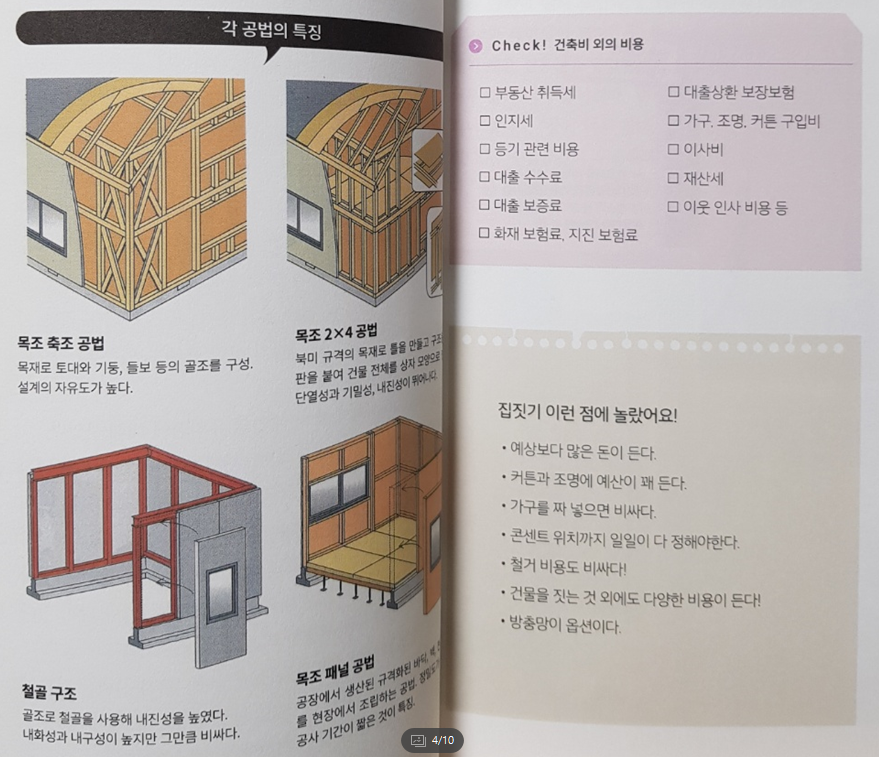 각 공법의 특징
목조 축조 공법
목재로 토대와 기둥, 들보 등의 골조를 구성.
설계의 자유도가 높다.
목조 2×4 공법
북미 규격의 목재로 틀을 만들고 구조
판을 붙여 건물 전체를 상자 모양으로
단열성과 기밀성, 내진성이 뛰어나다.
철골 구조
골조로 철골을 사용해 내진성을 높였다.
내화성과 내구성이 높지만 그만큼 비싸다.
목조 패널 공법
공장에서 생산된 규격화된 바닥, 벽,
를 현장에서 조립하는 공법. 정밀도가
공사 기간이 짧은 것이 특징.
Check! 건축비 외의 비용
□ 부동산 취득세
□ 인지세
□ 등기 관련 비용
□ 대출 수수료
□ 대출 보증료
□ 화재 보험료, 지진 보험료
□ 대출상환 보장보험
□ 가구, 조명, 커튼 구입비
□ 이사비
□ 재산세
□ 이웃 인사 비용 등
집짓기 이런 점에 놀랐어요!
• 예상보다 많은 돈이 든다.
• 커튼과 조명에 예산이 꽤 든다.
• 가구를 짜 넣으면 비싸다.
• 콘센트 위치까지 일일이 다 정해야한다.
• 철거 비용도 비싸다!
• 건물을 짓는 것 외에도 다양한 비용이 든다!
• 방충망이 옵션이다.
4/10